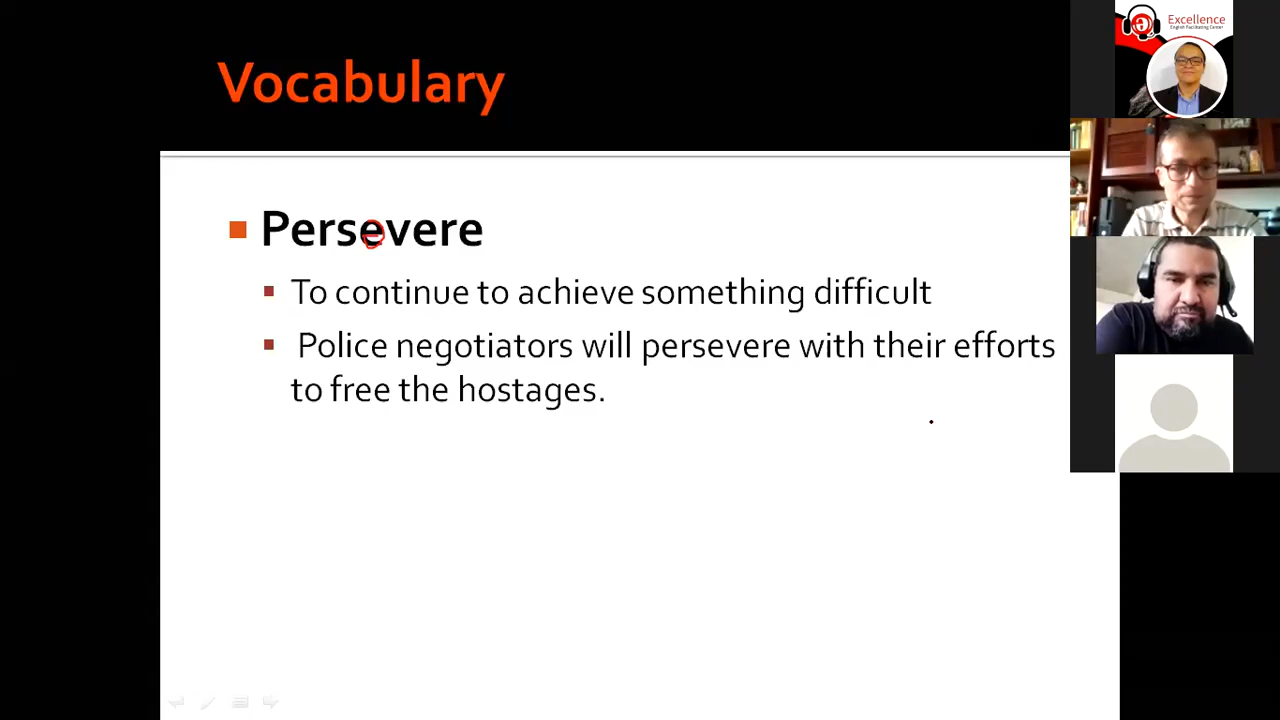 Vocabulary
Persevere
To continue to achieve something difficult
Police negotiators will persevere with their efforts
to free the hostages.
Excellence
English Facilitating Center